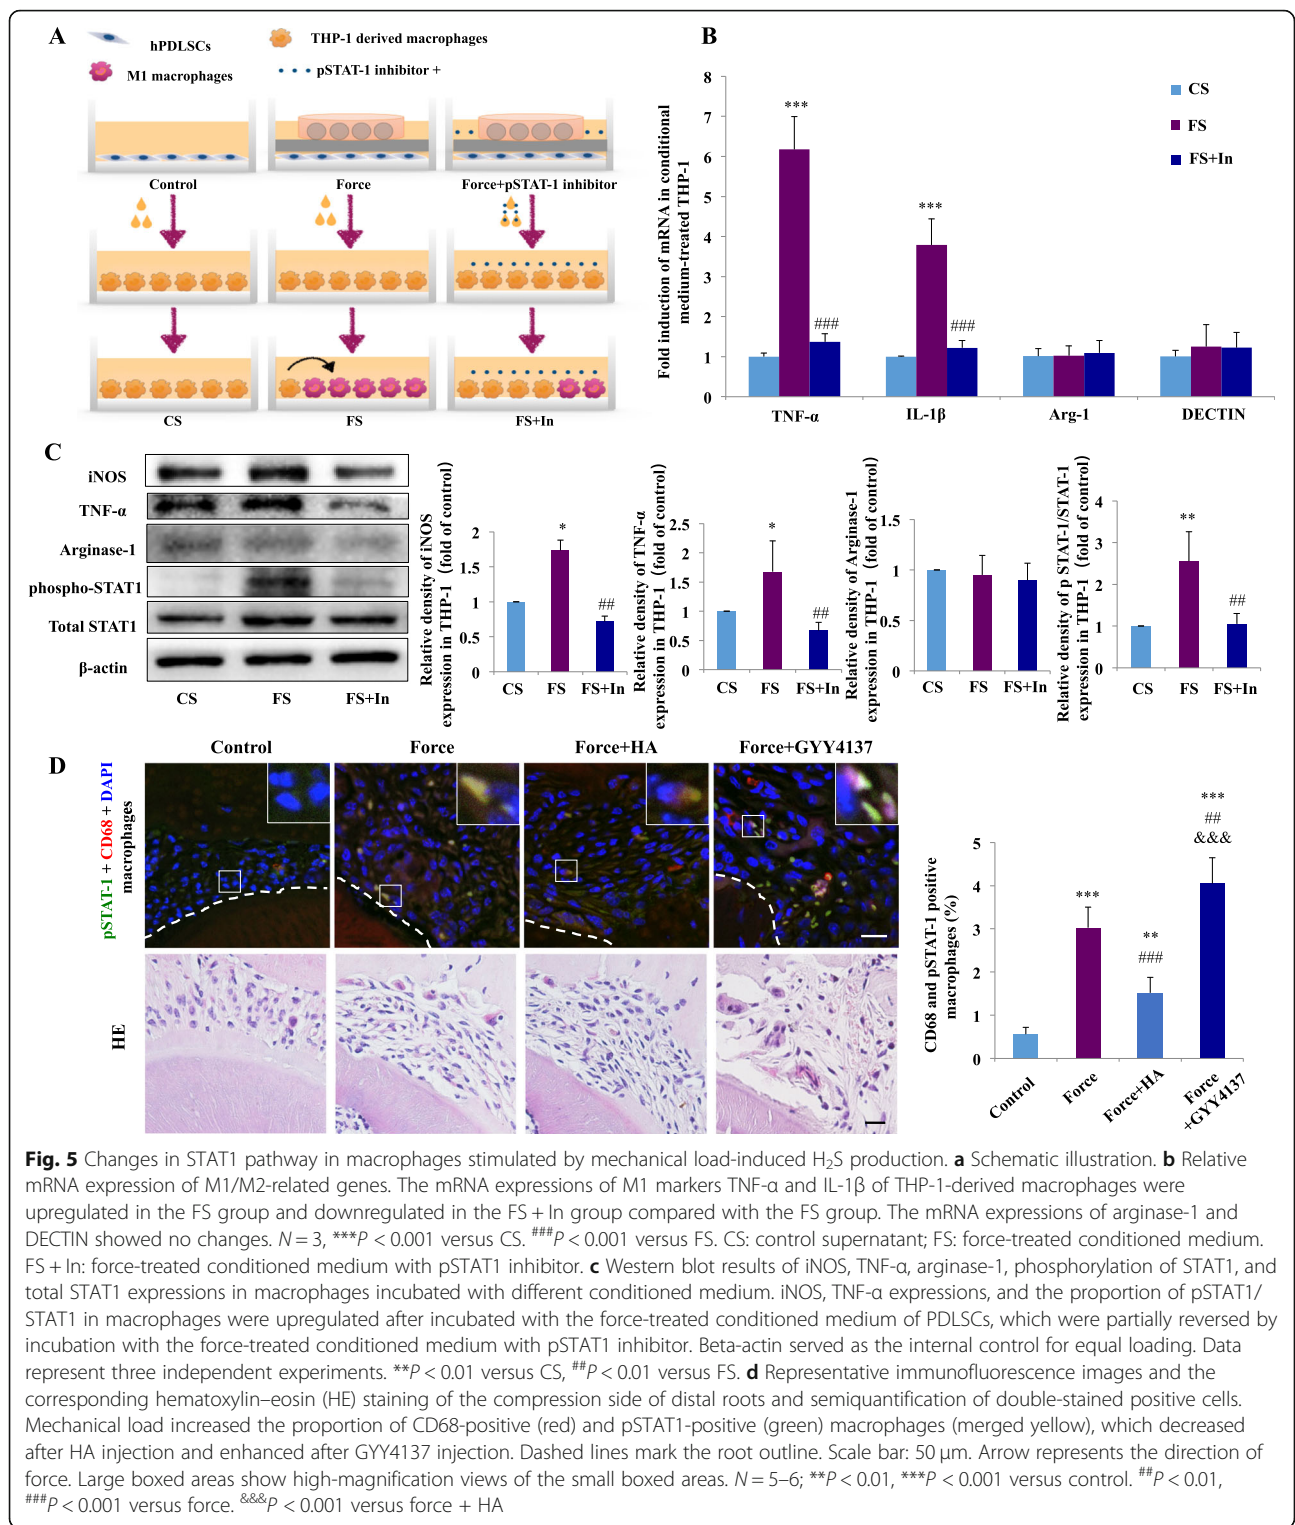 A
hPDLSCs
THP-1 derived macrophages
M1 macrophages
pSTAT-1 inhibitor +
Control
Force
Force+pSTAT-1 inhibitor
CS
FS
FS+In
B
Fold induction of mRNA in conditional
medium-treated THP-1
8
7
6
5
4
3
2
1
0
***
###
***
###
CS
FS
FS+In
TNF-α
IL-1β
Arg-1
DECTIN
C
iNOS
TNF-α
Arginase-1
phospho-STAT1
Total STAT1
β-actin
CS
FS
FS+In
Relative density of iNOS
expression in THP-1 (fold of control)
2
1.5
1
0.5
0
*
##
CS
FS
FS+In
Relative density of TNF-α
expression in THP-1 (fold of control)
2.5
2
1.5
1
0.5
0
*
##
CS
FS
FS+In
Relative density of Arginase-1
expression in THP-1 (fold of control)
1.5
1
0.5
0
CS
FS
FS+In
Relative density of p STAT-1/STAT-1
expression in THP-1 (fold of control)
4
3
2
1
0
**
##
CS
FS
FS+In
D
Control
Force
Force+HA
Force+GYY4137
pSTAT-1 + CD68 + DAPI
macrophages
HE
CD68 and pSTAT-1 positive
macrophages (%)
5
4
3
2
1
0
***
**
###
***
##
&&&
Control
Force
Force+HA
Force
+GYY4137
Fig. 5 Changes in STAT1 pathway in macrophages stimulated by mechanical load-induced H₂S production. a Schematic illustration. b Relative
mRNA expression of M1/M2-related genes. The mRNA expressions of M1 markers TNF-α and IL-1β of THP-1-derived macrophages were
upregulated in the FS group and downregulated in the FS + In group compared with the FS group. The mRNA expressions of arginase-1 and
DECTIN showed no changes. N = 3, ***P < 0.001 versus CS. ###P < 0.001 versus FS. CS: control supernatant; FS: force-treated conditioned medium.
FS + In: force-treated conditioned medium with pSTAT1 inhibitor. c Western blot results of iNOS, TNF-α, arginase-1, phosphorylation of STAT1, and
total STAT1 expressions in macrophages incubated with different conditioned medium. iNOS, TNF-α expressions, and the proportion of pSTAT1/
STAT1 in macrophages were upregulated after incubated with the force-treated conditioned medium of PDLSCs, which were partially reversed by
incubation with the force-treated conditioned medium with pSTAT1 inhibitor. Beta-actin served as the internal control for equal loading. Data
represent three independent experiments. **P < 0.01 versus CS, ##P < 0.01 versus FS. d Representative immunofluorescence images and the
corresponding hematoxylin–eosin (HE) staining of the compression side of distal roots and semiquantification of double-stained positive cells.
Mechanical load increased the proportion of CD68-positive (red) and pSTAT1-positive (green) macrophages (merged yellow), which decreased
after HA injection and enhanced after GYY4137 injection. Dashed lines mark the root outline. Scale bar: 50 μm. Arrow represents the direction of
force. Large boxed areas show high-magnification views of the small boxed areas. N = 5–6; **P < 0.01, ***P < 0.001 versus control. ##P < 0.01,
###P < 0.001 versus force. &&&P < 0.001 versus force + HA